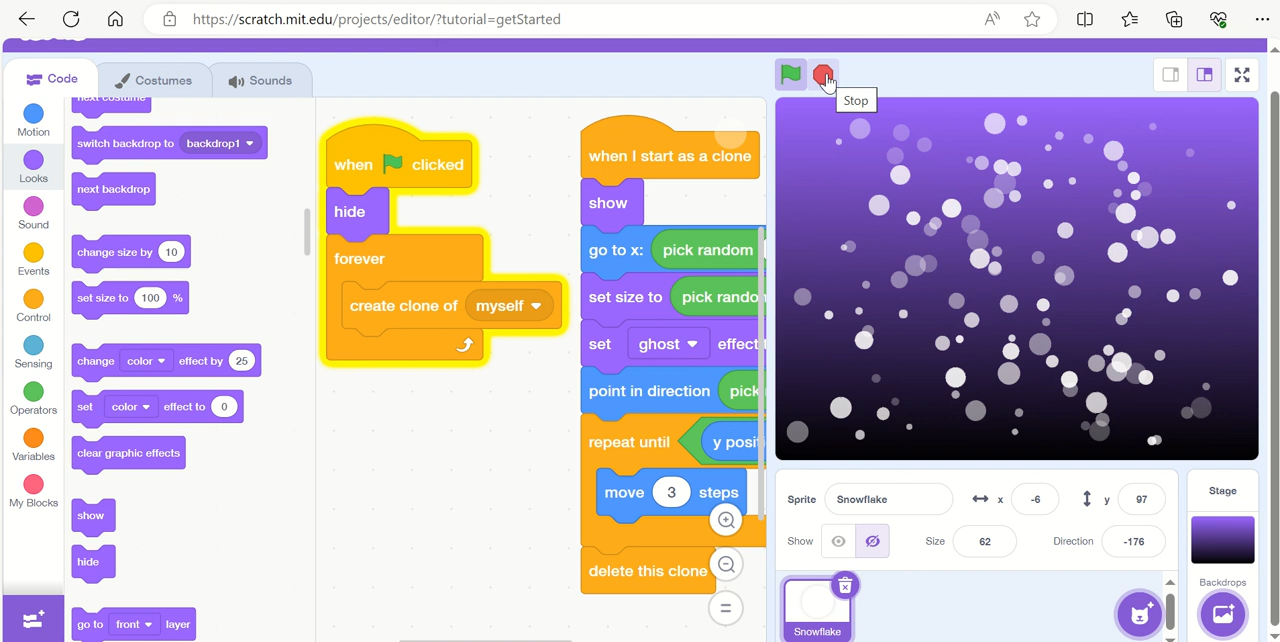 https://scratch.mit.edu/projects/editor/?tutorial=getStarted
Code
Costumes
Sounds
Stop
Motion
Looks
Sound
Events
Control
Sensing
Operators
Variables
My Blocks
next costume
switch backdrop to backdrop1
next backdrop
change size by 10
set size to 100 %
change color effect by 25
set color effect to 0
clear graphic effects
show
hide
go to front layer
when clicked
hide
forever
create clone of myself
when I start as a clone
show
go to x: pick random
set size to pick rando
set ghost effect
point in direction pick
repeat until y positi
move 3 steps
delete this clone
Sprite Snowflake x -6 y 97
Show Size 62 Direction -176
Snowflake
Stage
Backdrops